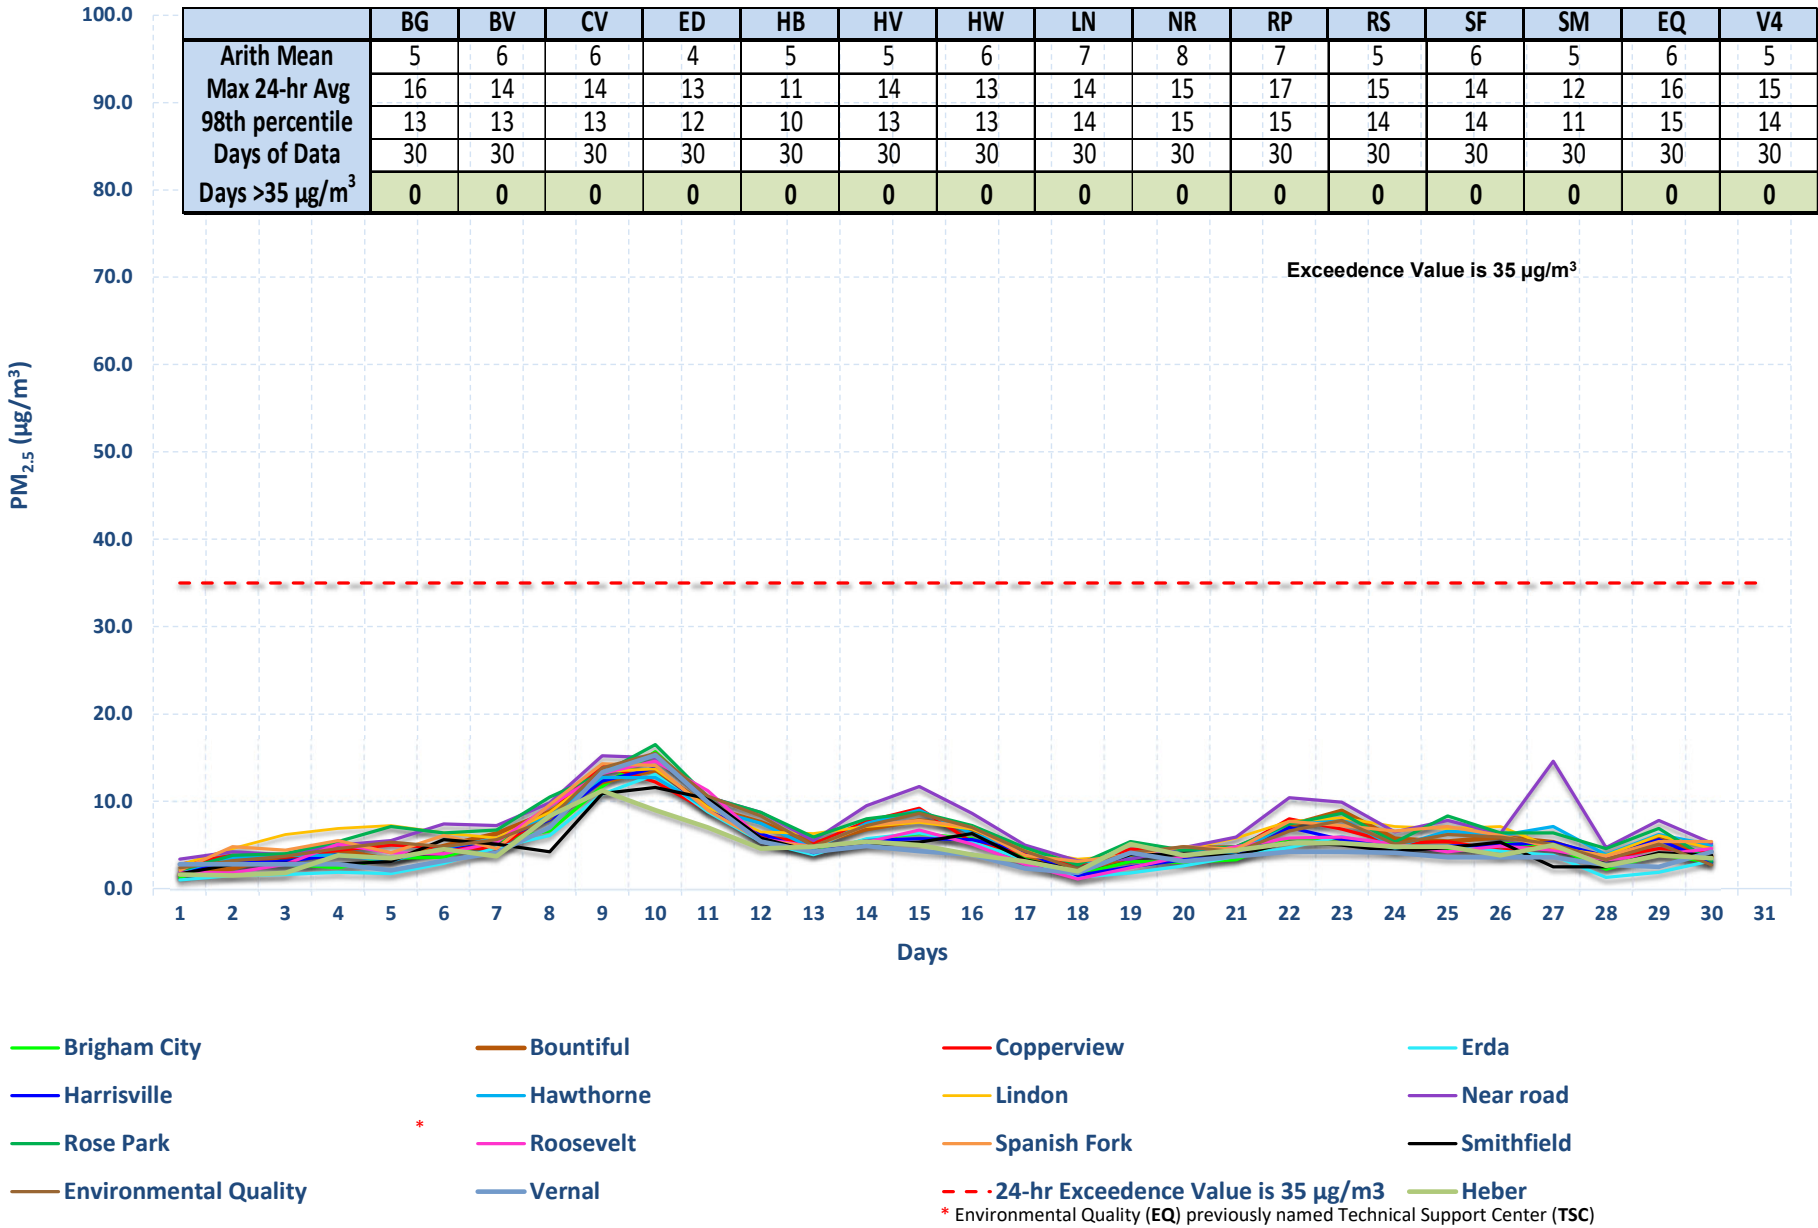 BG BV CV ED HB HV HW LN NR RP RS SF SM EQ V4
Arith Mean 5 6 6 4 5 5 6 7 8 7 5 6 5 6 5
Max 24-hr Avg 16 14 14 13 11 14 13 14 15 17 15 14 12 16 15
98th percentile 13 13 13 12 10 13 13 14 15 15 14 14 11 15 14
Days of Data 30 30 30 30 30 30 30 30 30 30 30 30 30 30 30
Days >35 µg/m³ 0 0 0 0 0 0 0 0 0 0 0 0 0 0 0
Exceedence Value is 35 µg/m³
PM₂.₅ (µg/m³)
100.0
90.0
80.0
70.0
60.0
50.0
40.0
30.0
20.0
10.0
0.0
1 2 3 4 5 6 7 8 9 10 11 12 13 14 15 16 17 18 19 20 21 22 23 24 25 26 27 28 29 30 31
Days
Brigham City Bountiful Copperview Erda
Harrisville Hawthorne Lindon Near road
Rose Park * Roosevelt Spanish Fork Smithfield
Environmental Quality Vernal 24-hr Exceedence Value is 35 µg/m3 Heber
* Environmental Quality (EQ) previously named Technical Support Center (TSC)